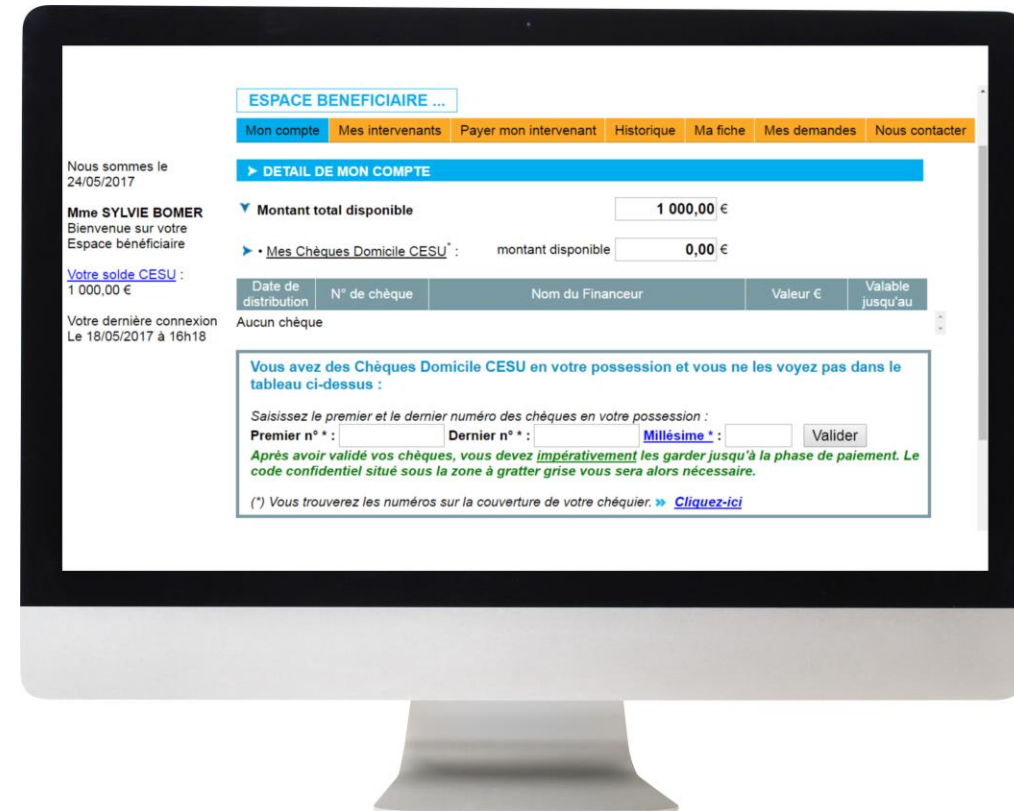 ESPACE BENEFICIAIRE ...
Mon compte Mes intervenants Payer mon intervenant Historique Ma fiche Mes demandes Nous contacter
Nous sommes le
24/05/2017
Mme SYLVIE BOMER
Bienvenue sur votre
Espace bénéficiaire
Votre solde CESU :
1 000,00 €
Votre dernière connexion
Le 18/05/2017 à 16h18
➤ DETAIL DE MON COMPTE
Montant total disponible 1 000,00 €
➤ • Mes Chèques Domicile CESU* : montant disponible 0,00 €
Date de distribution N° de chèque Nom du Financeur Valeur € Valable jusqu'au
Aucun chèque
Vous avez des Chèques Domicile CESU en votre possession et vous ne les voyez pas dans le
tableau ci-dessus :
Saisissez le premier et le dernier numéro des chèques en votre possession :
Premier n° * : Dernier n° * : Millésime * : Valider
Après avoir validé vos chèques, vous devez impérativement les garder jusqu'à la phase de paiement. Le
code confidentiel situé sous la zone à gratter grise vous sera alors nécessaire.
(*) Vous trouverez les numéros sur la couverture de votre chéquier. » Cliquez-ici